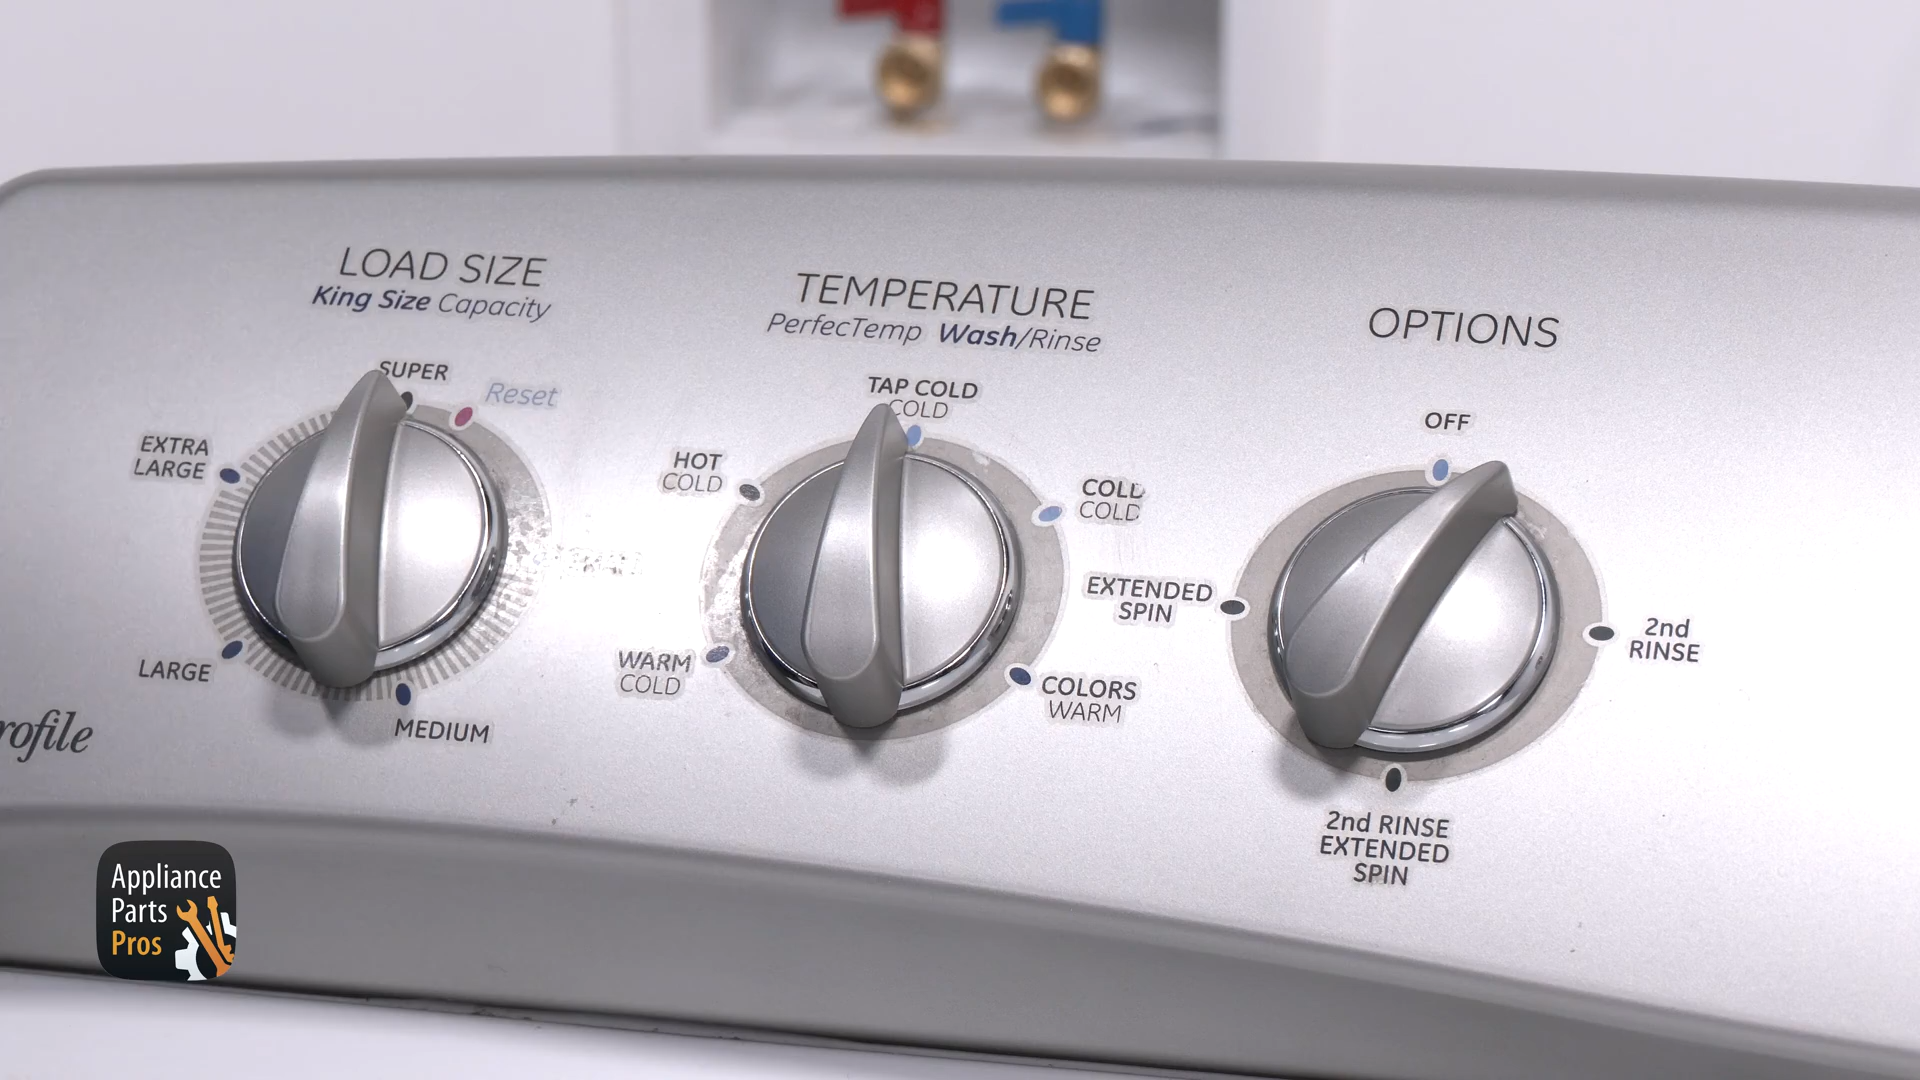 LOAD SIZE
King Size Capacity
SUPER
Reset
EXTRA
LARGE
LARGE
MEDIUM
TEMPERATURE
PerfecTemp Wash/Rinse
TAP COLD
COLD
HOT
COLD
COLD
COLD
WARM
COLD
COLORS
WARM
OPTIONS
OFF
EXTENDED
SPIN
2nd
RINSE
2nd RINSE
EXTENDED
SPIN
rofile
Appliance
Parts
Pros